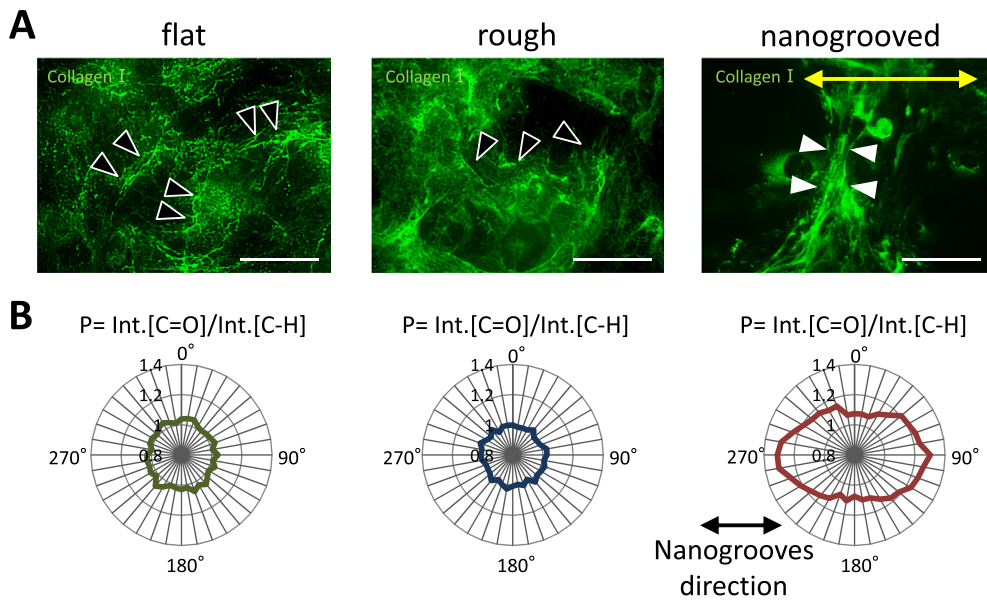 A
flat
rough
nanogrooved
Collagen I
Collagen I
Collagen I
B
P= Int.[C=O]/Int.[C-H]
P= Int.[C=O]/Int.[C-H]
P= Int.[C=O]/Int.[C-H]
0°
1.4
1.2
1
0.8
270°
90°
180°
0°
1.4
1.2
1
0.8
270°
90°
180°
0°
1.4
1.2
1
0.8
270°
90°
180°
Nanogrooves
direction